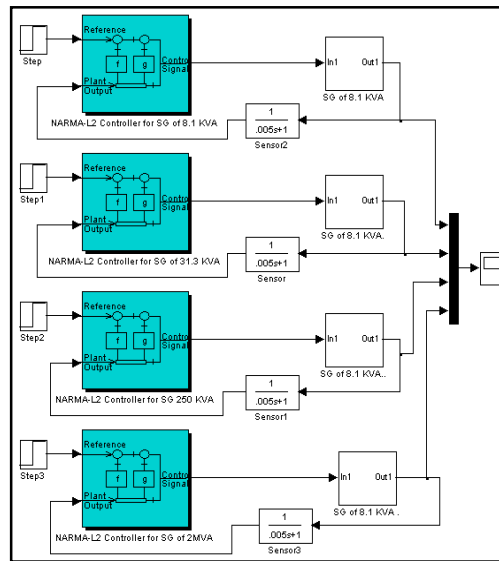 Step
Reference
Plant
Output
f
g
Control
Signal
NARMA-L2 Controller for SG of 8.1 KVA
In1
Out1
SG of 8.1 KVA
1
.005s+1
Sensor2
Step1
Reference
Plant
Output
f
g
Control
Signal
NARMA-L2 Controller for SG of 31.3 KVA
In1
Out1
SG of 8.1 KVA.
1
.005s+1
Sensor
Step2
Reference
Plant
Output
f
g
Control
Signal
NARMA-L2 Controller for SG 250 KVA
In1
Out1
SG of 8.1 KVA..
1
.005s+1
Sensor1
Step3
Reference
Plant
Output
f
g
Contro
Signal
NARMA-L2 Controller for SG of 2MVA
In1
Out1
SG of 8.1 KVA .
1
.005s+1
Sensor3